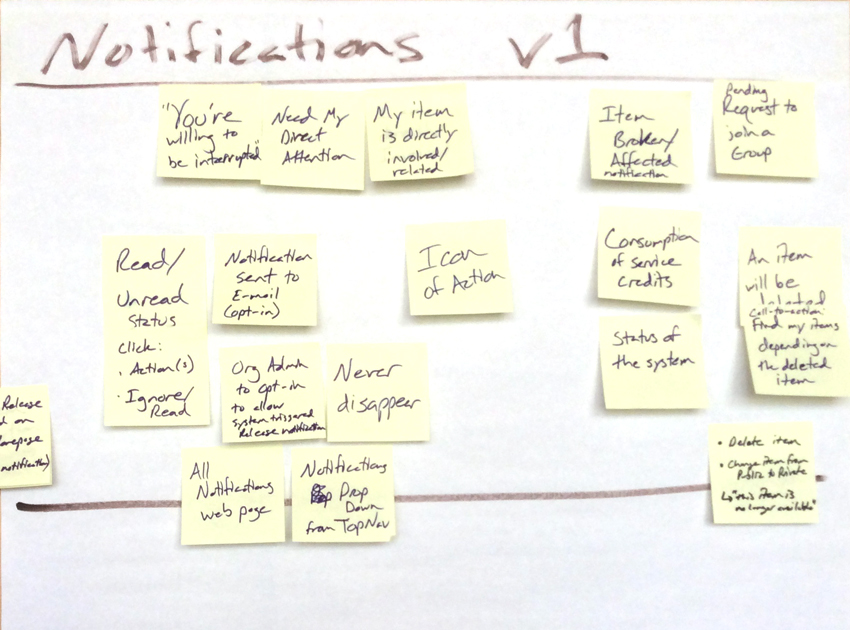 Notifications v1
"You're
willing to
be interrupted"
Need My
Direct
Attention
My item
is directly
involved/
related
Item
Broken/
Affected
notification
Pending
Request to
join a
Group
Read/
Unread
Status
Click:
• Action(s)
• Ignore/
Read
Notification
sent to
E-mail
(opt-in)
Icon
of Action
Consumption
of service
credits
An item
will be
Call-to-action:
Find my items
depending on
the deleted
item
Org Admin
to opt-in
to allow
system triggered
Release notification
Never
disappear
Status of
the system
Release
on
notification)
All
Notifications
web page
Notifications
Drop
Down
from TopNav
• Delete item
• Change item from
Public to Private
↳ "this item is
no longer available"